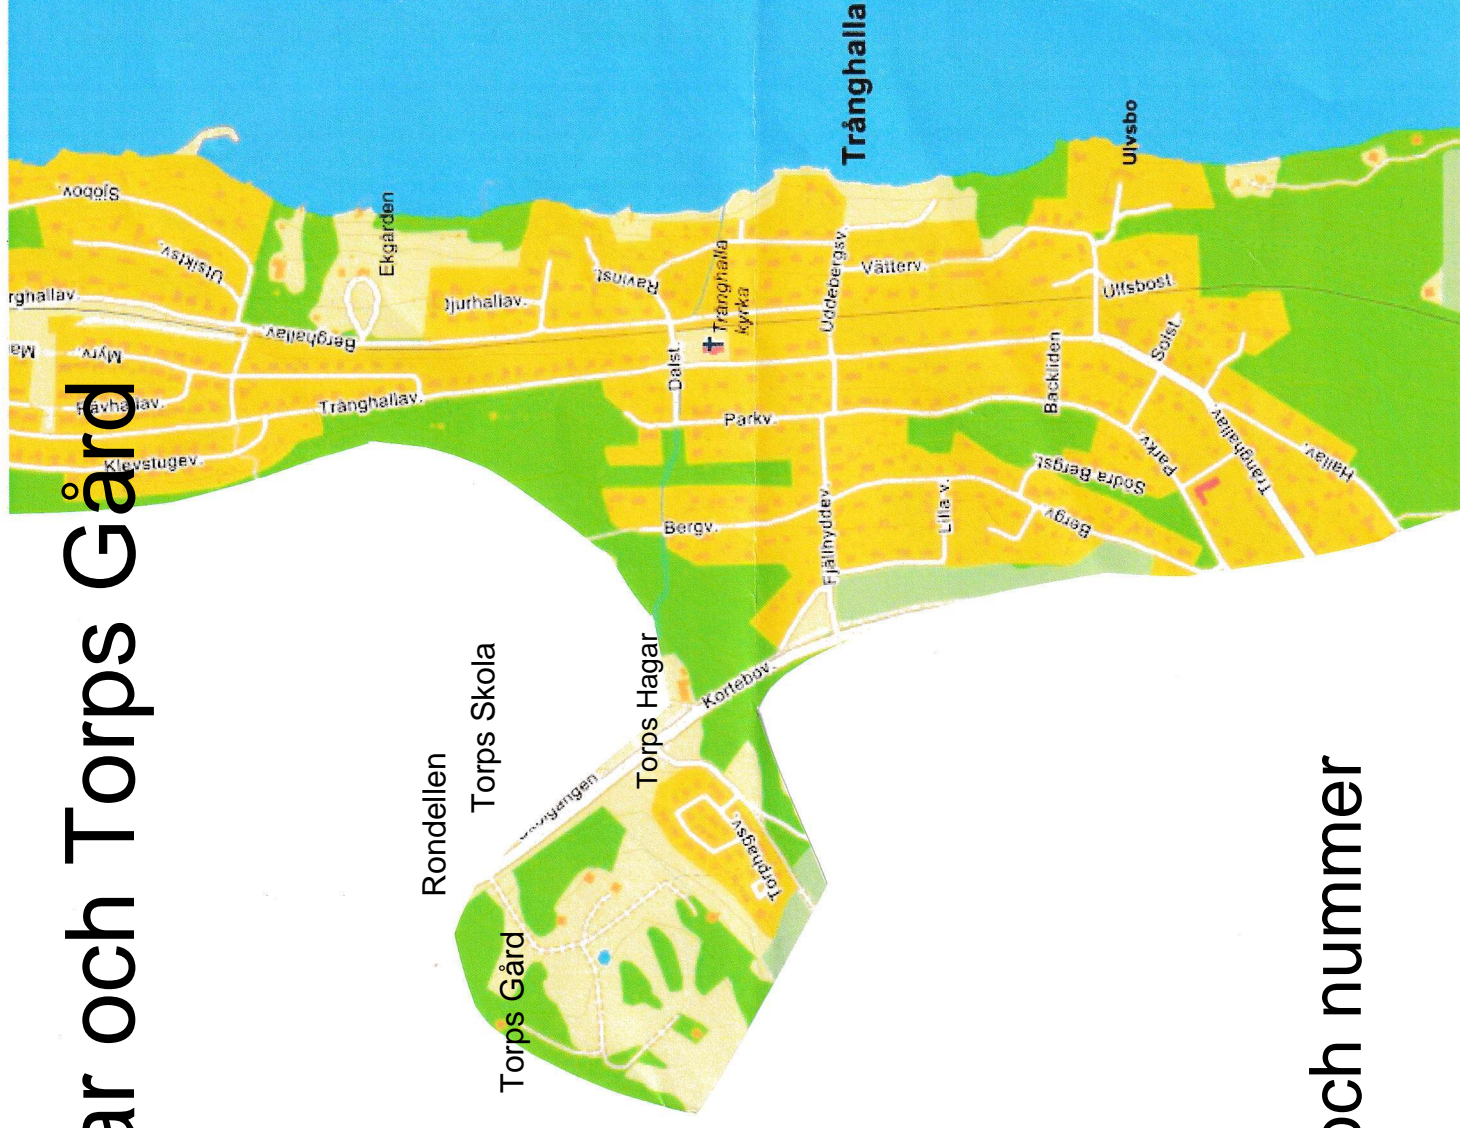 ar och Torps Gård
och nummer
Trånghalla
Ulvsbo
Sjöbov.
Utsiktsv.
Ekgården
rghallav.
Berghallav.
Djurhallav.
Ravinst.
Trånghalla
kyrka
Uddebergsv.
Vätterv.
Ulfsbost.
Ma
Myrv.
Rävhallav.
Trånghallav.
Dalst.
Parkv.
Backliden
Solst.
Klevstugev.
Bergv.
Fjällhyddev.
Lilla v.
Södra Bergst.
Bergv.
Parkv.
Trånghallav.
Hallav.
Kortebov.
Torps Hagar
Torps Skola
Rondellen
Torps Gård
Torphagsv.